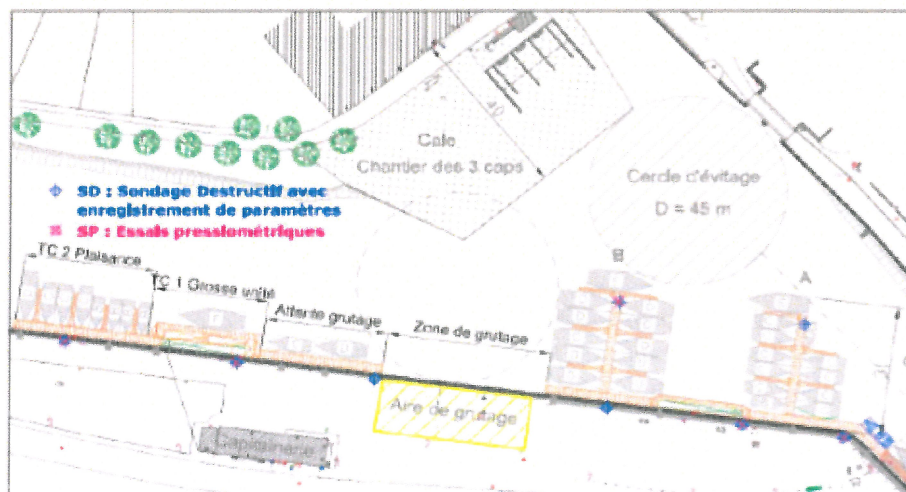 Cale
Chantier des 3 caps
Cercle d'évitage
D = 45 m
SD : Sondage Destructif avec
enregistrement de paramètres
SP : Essais pressiométriques
TC 2 Plaisance
TC 1 Grosse unité
Attente grutage
Zone de grutage
B
A
40
Aire de grutage
Capitainerie